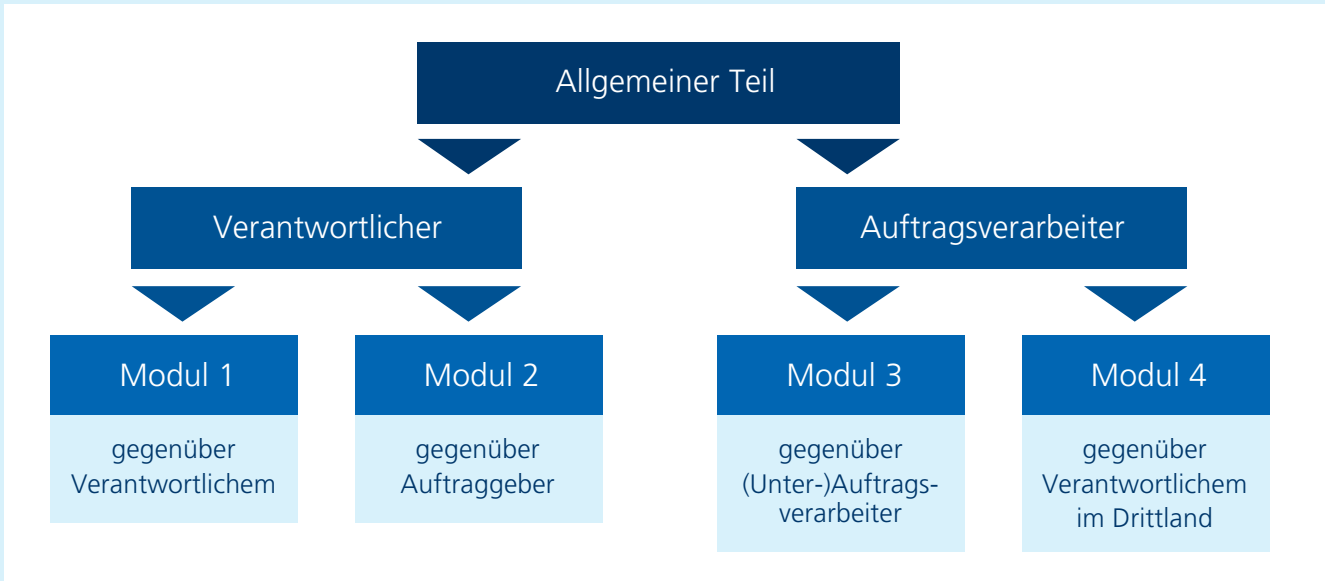 Allgemeiner Teil
Verantwortlicher
Auftragsverarbeiter
Modul 1
gegenüber
Verantwortlichem
Modul 2
gegenüber
Auftraggeber
Modul 3
gegenüber
(Unter-)Auftrags-
verarbeiter
Modul 4
gegenüber
Verantwortlichem
im Drittland